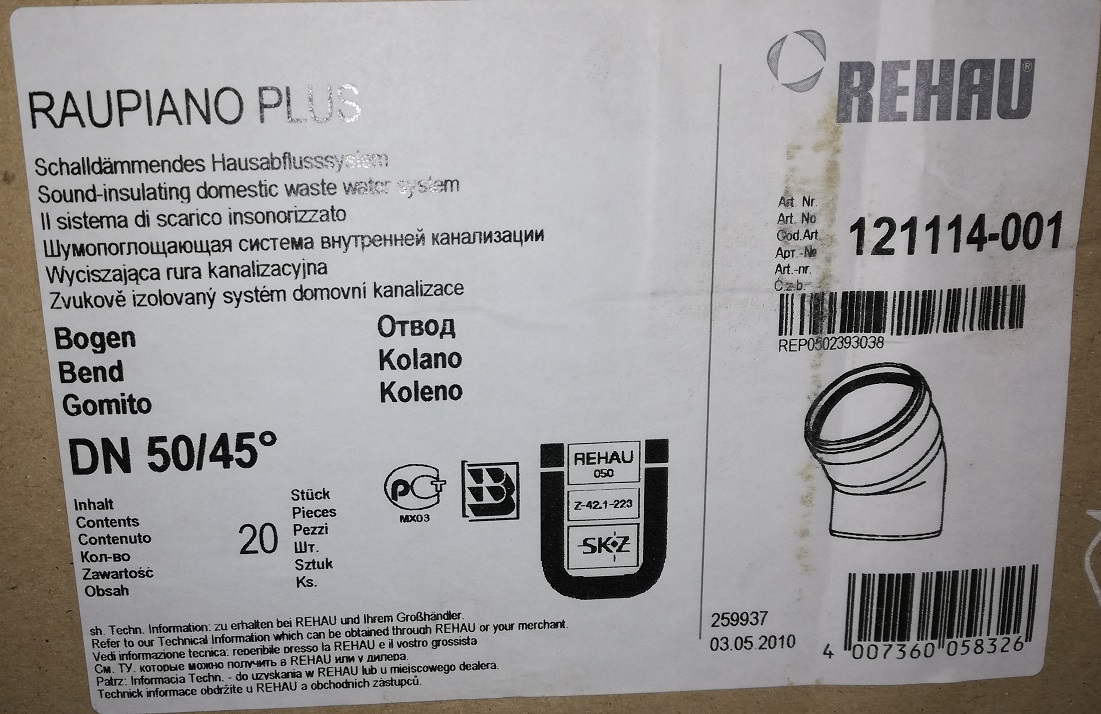 RAUPIANO PLUS
Schalldämmendes Hausabflusssystem
Sound-insulating domestic waste water system
Il sistema di scarico insonorizzato
Шумопоглощающая система внутренней канализации
Wyciszająca rura kanalizacyjna
Zvukově izolovaný systém domovní kanalizace
Bogen
Bend
Gomito
Отвод
Kolano
Koleno
DN 50/45°
Inhalt
Contents
Contenuto
Кол-во
Zawartość
Obsah
20
Stück
Pieces
Pezzi
Шт.
Sztuk
Ks.
РСТ
MX03
REHAU
050
Z-42.1-223
SKZ
sh. Techn. Information: zu erhalten bei REHAU und Ihrem Großhändler.
Refer to our Technical Information which can be obtained through REHAU or your merchant.
Vedi informazione tecnica: reperibile presso la REHAU e il vostro grossista
См. ТУ, которые можно получить в REHAU или у дилера.
Patrz: Informacja Techn. - do uzyskania w REHAU lub u miejscowego dealera.
Technick informace obdržíte u REHAU a obchodních zástupců.
REHAU®
Art. Nr.
Art. No
Cod.Art.
Арт.-№
Art.-nr.
Č.z.b.
121114-001
REP0502393038
259937
03.05.2010
4 007360 058326